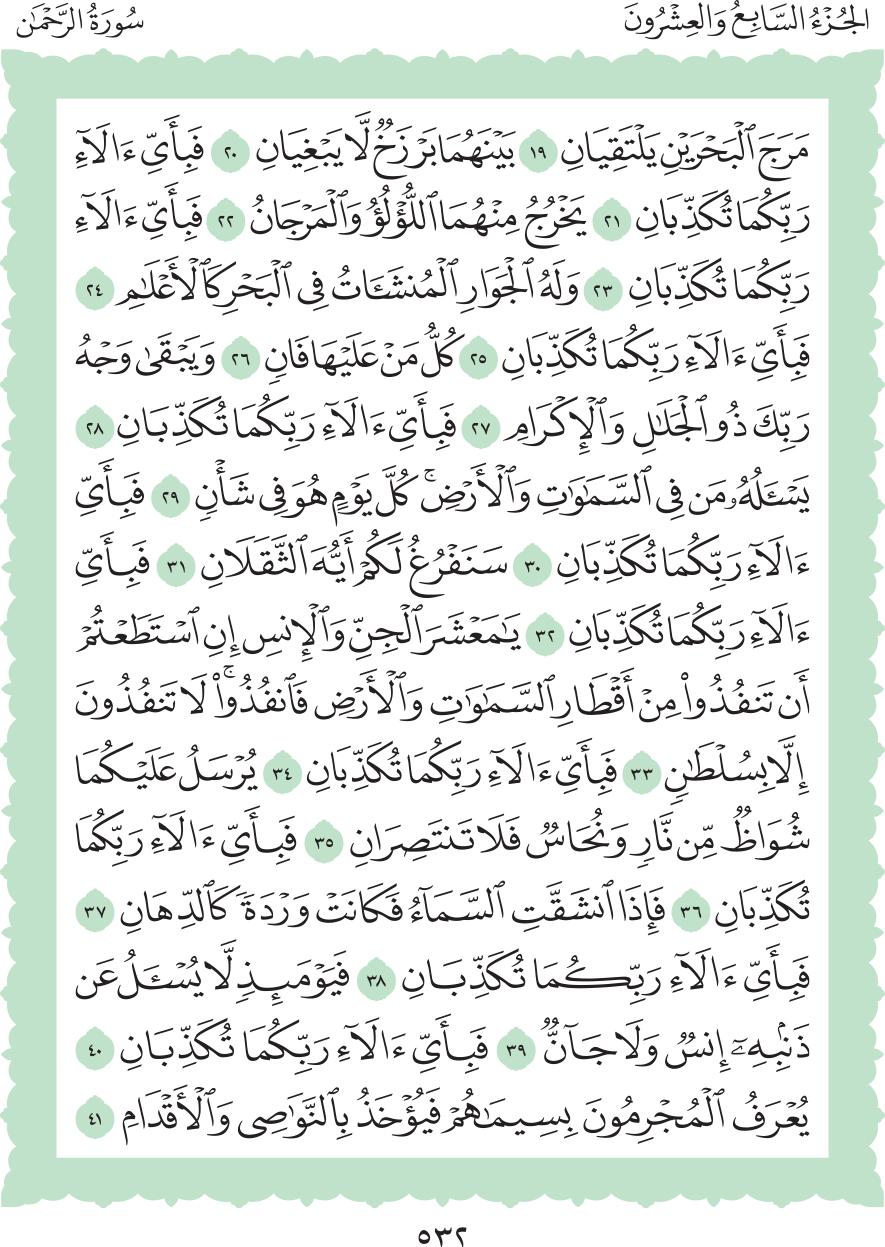 الجُزْءُ السَّابِعُ وَالعِشْرُونَ
سُورَةُ الرَّحْمٰن
مَرَجَ ٱلْبَحْرَيْنِ يَلْتَقِيَانِ ١٩ بَيْنَهُمَا بَرْزَخٌ لَّا يَبْغِيَانِ ٢٠ فَبِأَيِّ ءَالَآءِ
رَبِّكُمَا تُكَذِّبَانِ ٢١ يَخْرُجُ مِنْهُمَا ٱللُّؤْلُؤُ وَٱلْمَرْجَانُ ٢٢ فَبِأَيِّ ءَالَآءِ
رَبِّكُمَا تُكَذِّبَانِ ٢٣ وَلَهُ ٱلْجَوَارِ ٱلْمُنشَـَٔاتُ فِى ٱلْبَحْرِ كَٱلْأَعْلَٰمِ ٢٤
فَبِأَيِّ ءَالَآءِ رَبِّكُمَا تُكَذِّبَانِ ٢٥ كُلُّ مَنْ عَلَيْهَا فَانٍ ٢٦ وَيَبْقَىٰ وَجْهُ
رَبِّكَ ذُو ٱلْجَلَٰلِ وَٱلْإِكْرَامِ ٢٧ فَبِأَيِّ ءَالَآءِ رَبِّكُمَا تُكَذِّبَانِ ٢٨
يَسْـَٔلُهُۥ مَن فِى ٱلسَّمَٰوَٰتِ وَٱلْأَرْضِ ۚ كُلَّ يَوْمٍ هُوَ فِى شَأْنٍ ٢٩ فَبِأَيِّ
ءَالَآءِ رَبِّكُمَا تُكَذِّبَانِ ٣٠ سَنَفْرُغُ لَكُمْ أَيُّهَ ٱلثَّقَلَانِ ٣١ فَبِأَيِّ
ءَالَآءِ رَبِّكُمَا تُكَذِّبَانِ ٣٢ يَٰمَعْشَرَ ٱلْجِنِّ وَٱلْإِنسِ إِنِ ٱسْتَطَعْتُمْ
أَن تَنفُذُوا۟ مِنْ أَقْطَارِ ٱلسَّمَٰوَٰتِ وَٱلْأَرْضِ فَٱنفُذُوا۟ ۚ لَا تَنفُذُونَ
إِلَّا بِسُلْطَٰنٍ ٣٣ فَبِأَيِّ ءَالَآءِ رَبِّكُمَا تُكَذِّبَانِ ٣٤ يُرْسَلُ عَلَيْكُمَا
شُوَاظٌ مِّن نَّارٍ وَنُحَاسٌ فَلَا تَنتَصِرَانِ ٣٥ فَبِأَيِّ ءَالَآءِ رَبِّكُمَا
تُكَذِّبَانِ ٣٦ فَإِذَا ٱنشَقَّتِ ٱلسَّمَآءُ فَكَانَتْ وَرْدَةً كَٱلدِّهَانِ ٣٧
فَبِأَيِّ ءَالَآءِ رَبِّكُمَا تُكَذِّبَانِ ٣٨ فَيَوْمَئِذٍ لَّا يُسْـَٔلُ عَن
ذَنۢبِهِۦٓ إِنسٌ وَلَا جَآنٌّ ٣٩ فَبِأَيِّ ءَالَآءِ رَبِّكُمَا تُكَذِّبَانِ ٤٠
يُعْرَفُ ٱلْمُجْرِمُونَ بِسِيمَٰهُمْ فَيُؤْخَذُ بِٱلنَّوَٰصِى وَٱلْأَقْدَامِ ٤١
٥٣٢